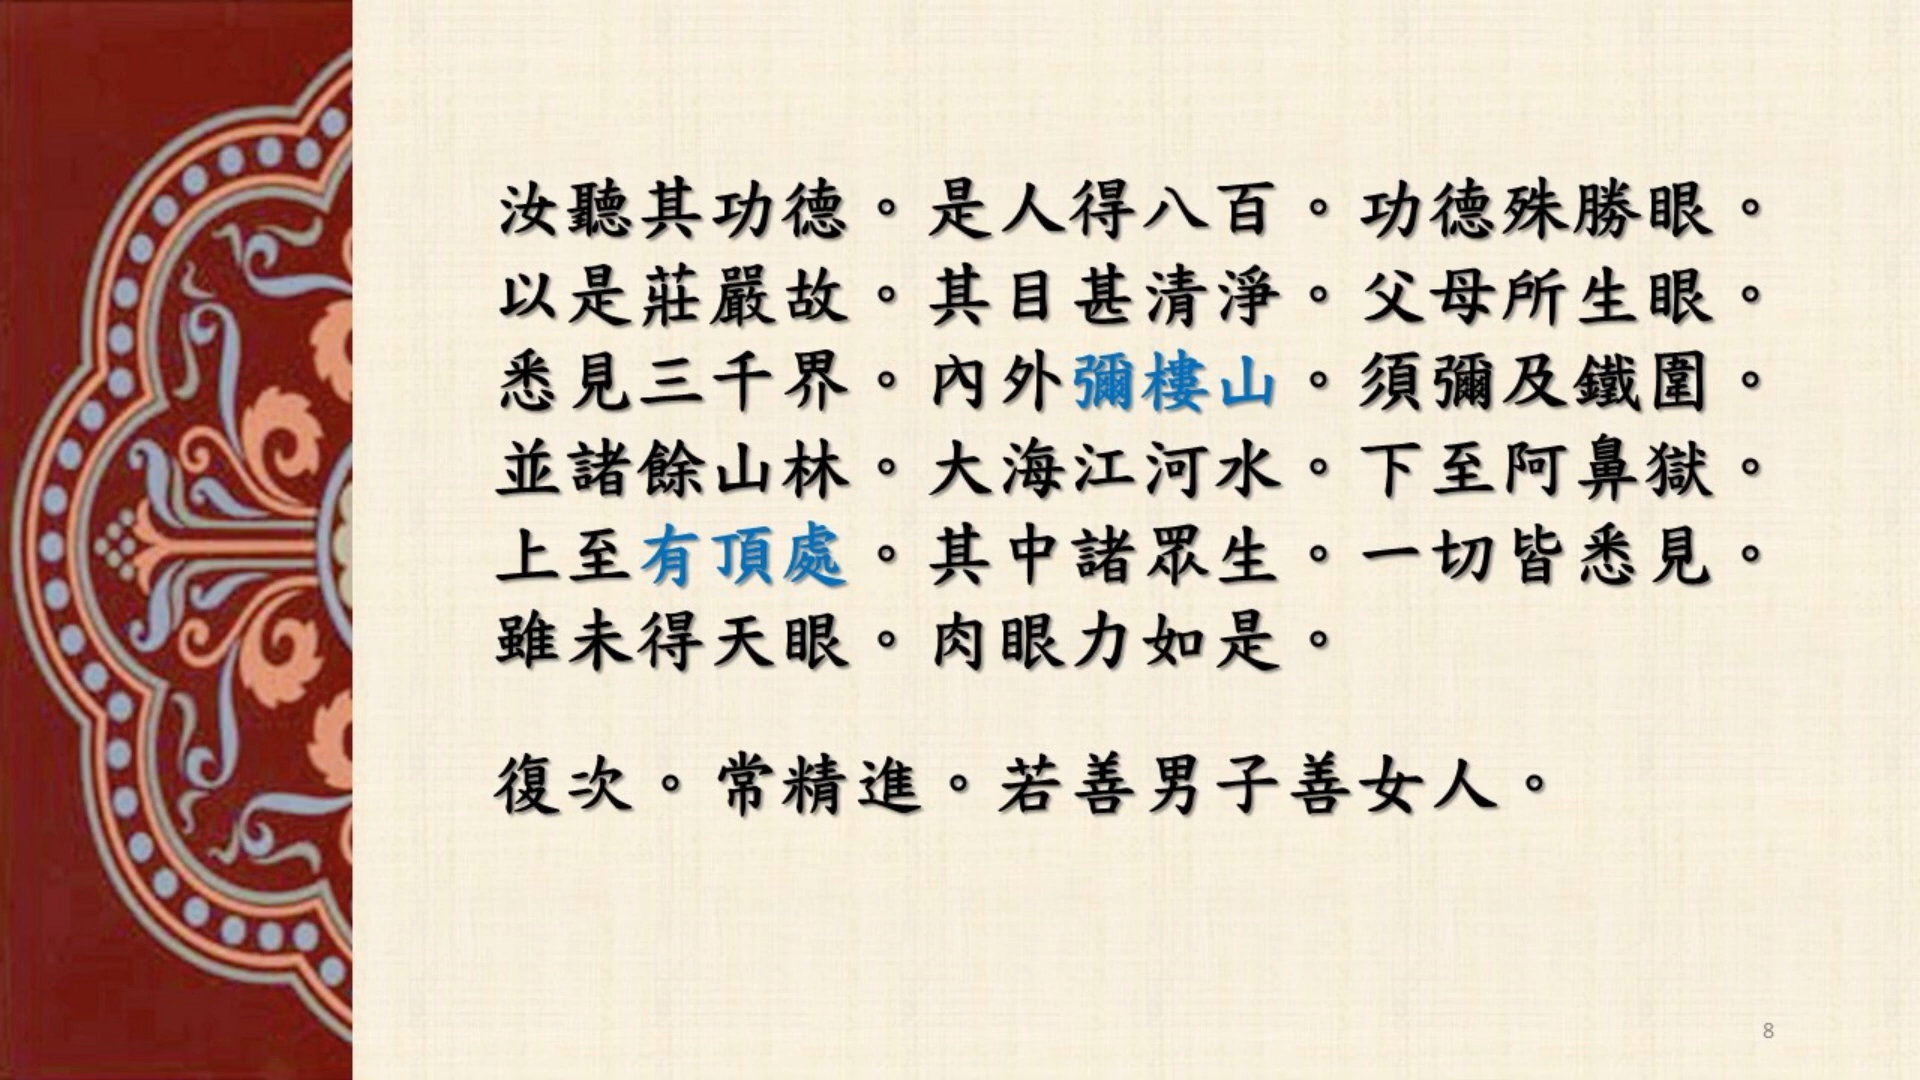 汝聽其功德。是人得八百。功德殊勝眼。
以是莊嚴故。其目甚清淨。父母所生眼。
悉見三千界。內外彌樓山。須彌及鐵圍。
並諸餘山林。大海江河水。下至阿鼻獄。
上至有頂處。其中諸眾生。一切皆悉見。
雖未得天眼。肉眼力如是。
復次。常精進。若善男子善女人。
8